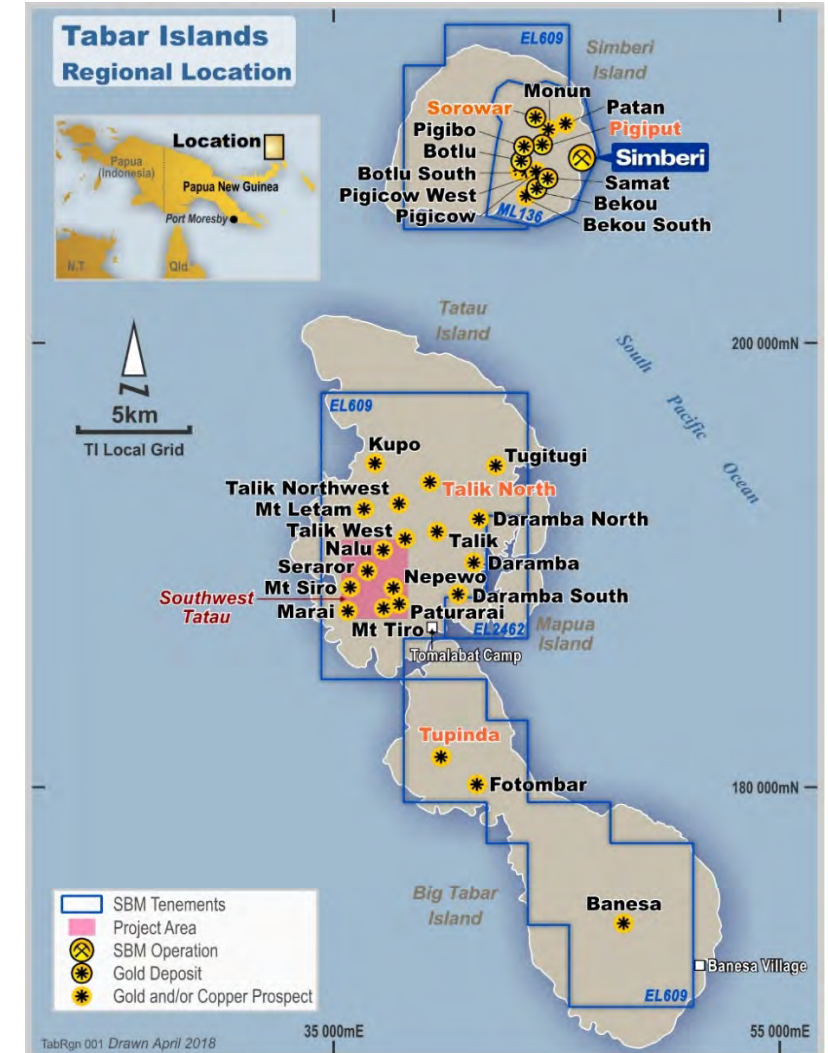 Tabar Islands
Regional Location
Location
Papua
(Indonesia)
Papua New Guinea
Port Moresby
N.T.
Qld.
EL609
Simberi
Island
Monun
Sorowar
Patan
Pigibo
Pigiput
Botlu
Simberi
Botlu South
Samat
Pigicow West
Bekou
Pigicow
ML136
Bekou South
Tatau
Island
200 000mN
South
Pacific
Ocean
N
5km
TI Local Grid
EL609
Kupo
Tugitugi
Talik Northwest
Talik North
Mt Letam
Daramba North
Talik West
Talik
Nalu
Daramba
Seraror
Nepewo
Mt Siro
Daramba South
Southwest
Tatau
Marai
Paturarai
Mapua
Island
Mt Tiro
EL2462
Tomalabat Camp
Tupinda
Fotombar
180 000mN
Big Tabar
Island
Banesa
Banesa Village
EL609
SBM Tenements
Project Area
SBM Operation
Gold Deposit
Gold and/or Copper Prospect
TabRgn 001 Drawn April 2018
35 000mE
55 000mE